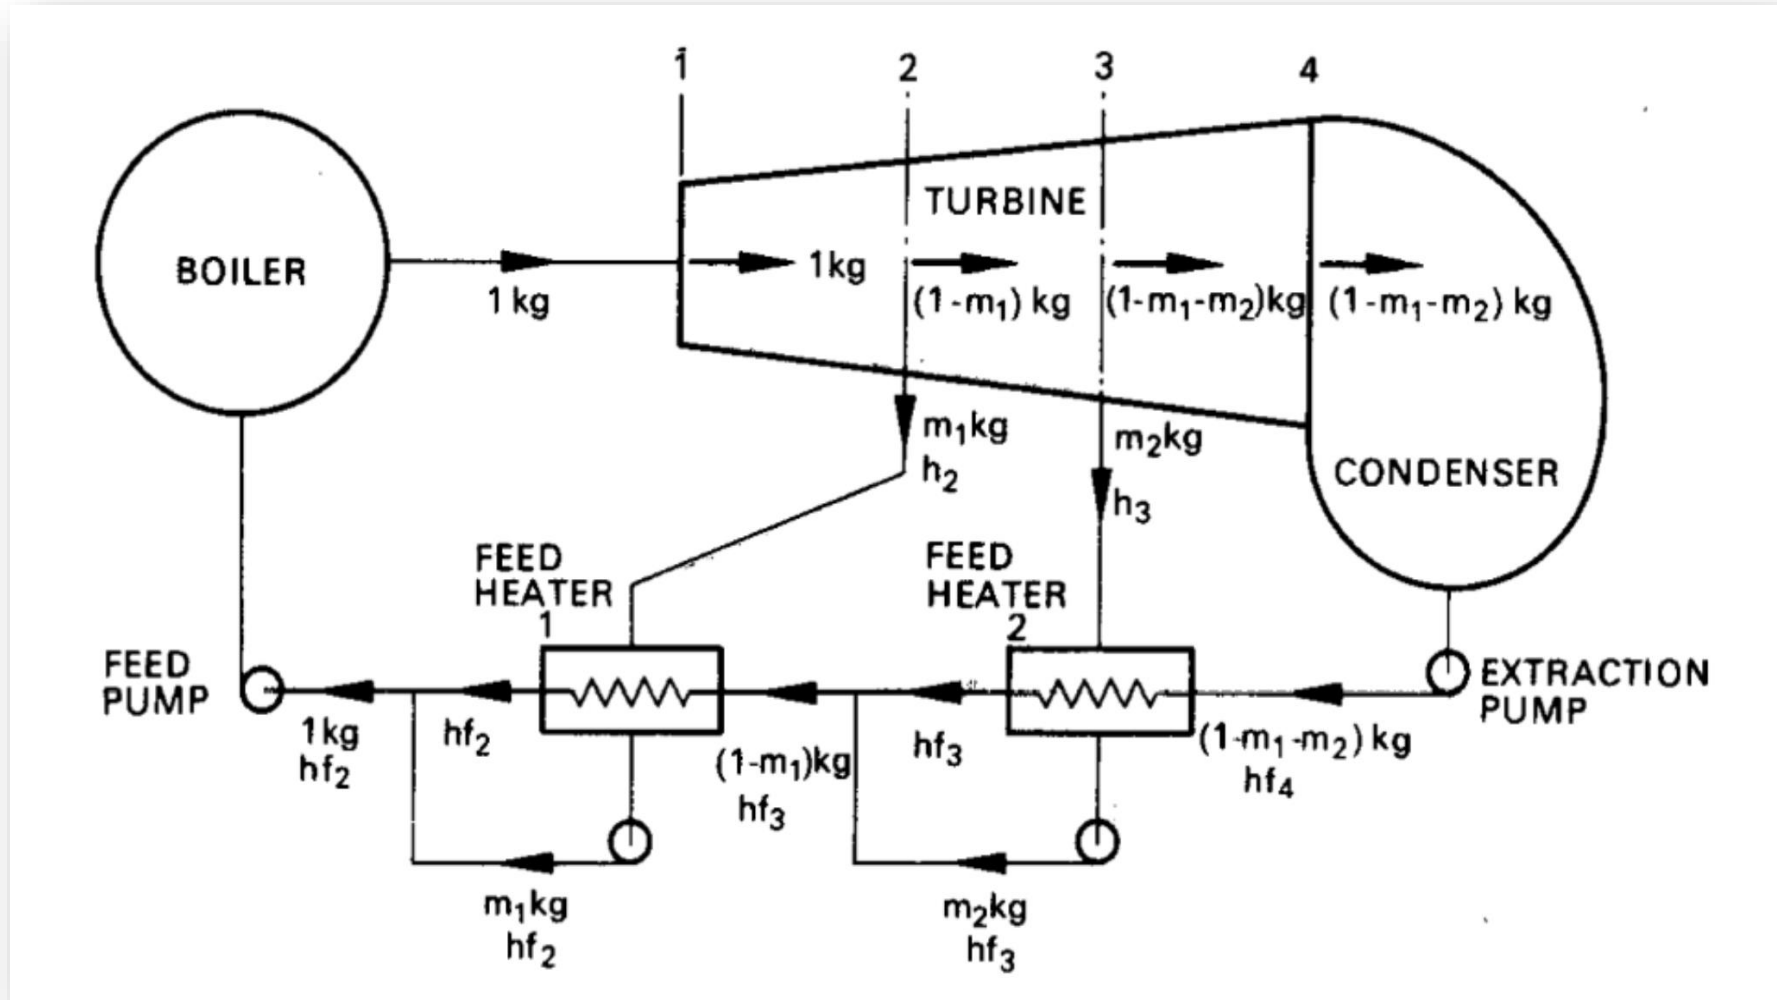 1
2
3
4
TURBINE
BOILER
1 kg
1kg
(1-m₁) kg
(1-m₁-m₂)kg
(1-m₁-m₂) kg
m₁kg
h₂
m₂kg
h₃
CONDENSER
FEED
HEATER
1
FEED
HEATER
2
FEED
PUMP
EXTRACTION
PUMP
1kg
hf₂
hf₂
(1-m₁)kg
hf₃
hf₃
(1-m₁-m₂) kg
hf₄
m₁kg
hf₂
m₂kg
hf₃